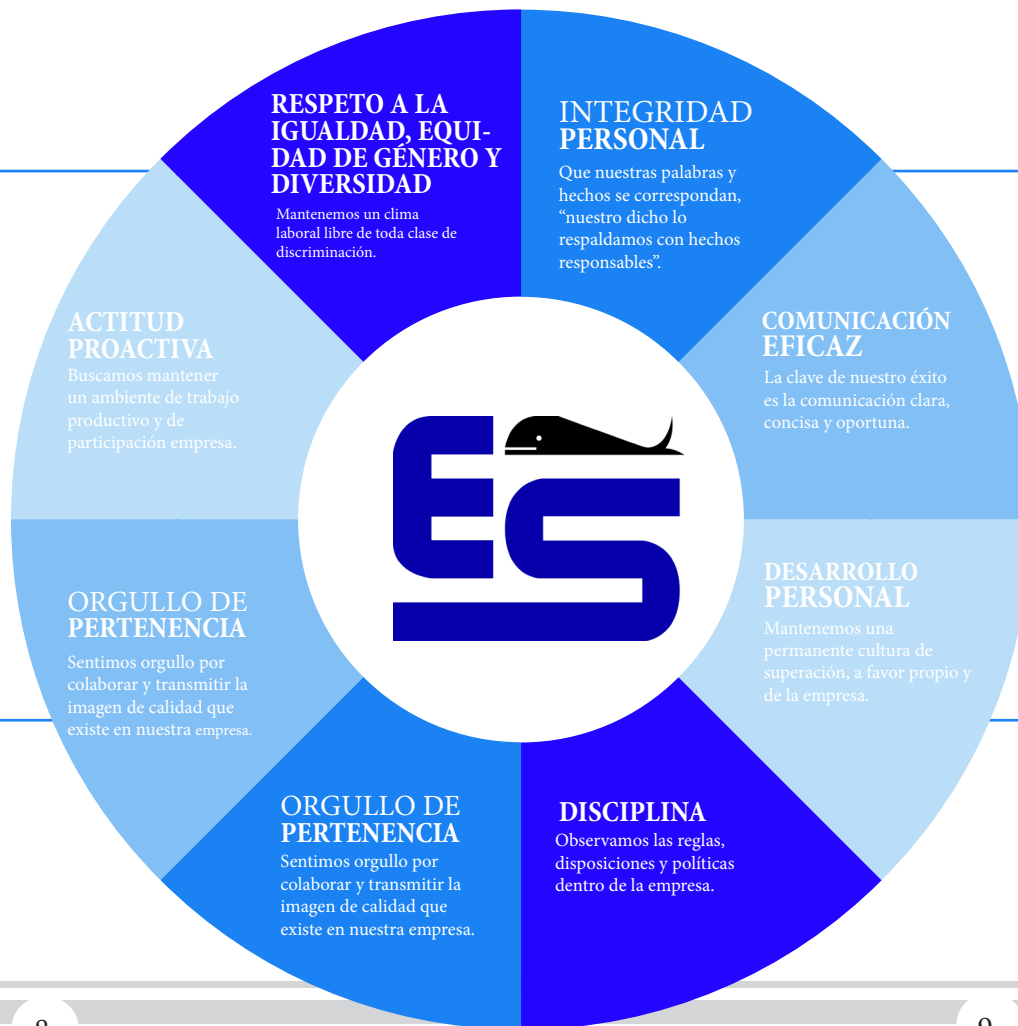 RESPETO A LA
IGUALDAD, EQUI-
DAD DE GÉNERO Y
DIVERSIDAD
Mantenemos un clima
laboral libre de toda clase de
discriminación.
INTEGRIDAD
PERSONAL
Que nuestras palabras y
hechos se correspondan,
“nuestro dicho lo
respaldamos con hechos
responsables”.
COMUNICACIÓN
EFICAZ
La clave de nuestro éxito
es la comunicación clara,
concisa y oportuna.
DESARROLLO
PERSONAL
Mantenemos una
permanente cultura de
superación, a favor propio y
de la empresa.
DISCIPLINA
Observamos las reglas,
disposiciones y políticas
dentro de la empresa.
ORGULLO DE
PERTENENCIA
Sentimos orgullo por
colaborar y transmitir la
imagen de calidad que
existe en nuestra empresa.
ORGULLO DE
PERTENENCIA
Sentimos orgullo por
colaborar y transmitir la
imagen de calidad que
existe en nuestra empresa.
ACTITUD
PROACTIVA
Buscamos mantener
un ambiente de trabajo
productivo y de
participación empresa.
ES
8
9